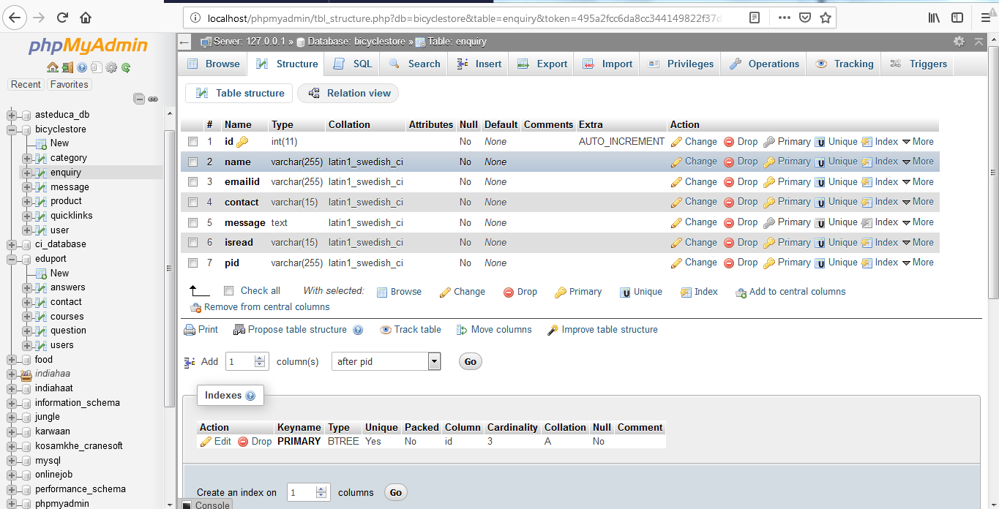 localhost/phpmyadmin/tbl_structure.php?db=bicyclestore&table=enquiry&token=495a2fcc6da8cc344149822f37d
phpMyAdmin
Recent Favorites
asteduca_db
bicyclestore
New
category
enquiry
message
product
quicklinks
user
ci_database
eduport
New
answers
contact
courses
question
users
food
indiahaa
indiahaat
information_schema
jungle
karwaan
kosamkhe_cranesoft
mysql
onlinejob
performance_schema
phpmyadmin
Server: 127.0.0.1 » Database: bicyclestore » Table: enquiry
Browse Structure SQL Search Insert Export Import Privileges Operations Tracking Triggers
Table structure Relation view
# Name Type Collation Attributes Null Default Comments Extra Action
1 id int(11) No None AUTO_INCREMENT Change Drop Primary Unique Index More
2 name varchar(255) latin1_swedish_ci No None Change Drop Primary Unique Index More
3 emailid varchar(255) latin1_swedish_ci No None Change Drop Primary Unique Index More
4 contact varchar(15) latin1_swedish_ci No None Change Drop Primary Unique Index More
5 message text latin1_swedish_ci No None Change Drop Primary Unique Index More
6 isread varchar(15) latin1_swedish_ci No None Change Drop Primary Unique Index More
7 pid varchar(255) latin1_swedish_ci No None Change Drop Primary Unique Index More
Check all With selected: Browse Change Drop Primary Unique Index Add to central columns
Remove from central columns
Print Propose table structure Track table Move columns Improve table structure
Add 1 column(s) after pid Go
Indexes
Action Keyname Type Unique Packed Column Cardinality Collation Null Comment
Edit Drop PRIMARY BTREE Yes No id 3 A No
Create an index on 1 columns Go
Console